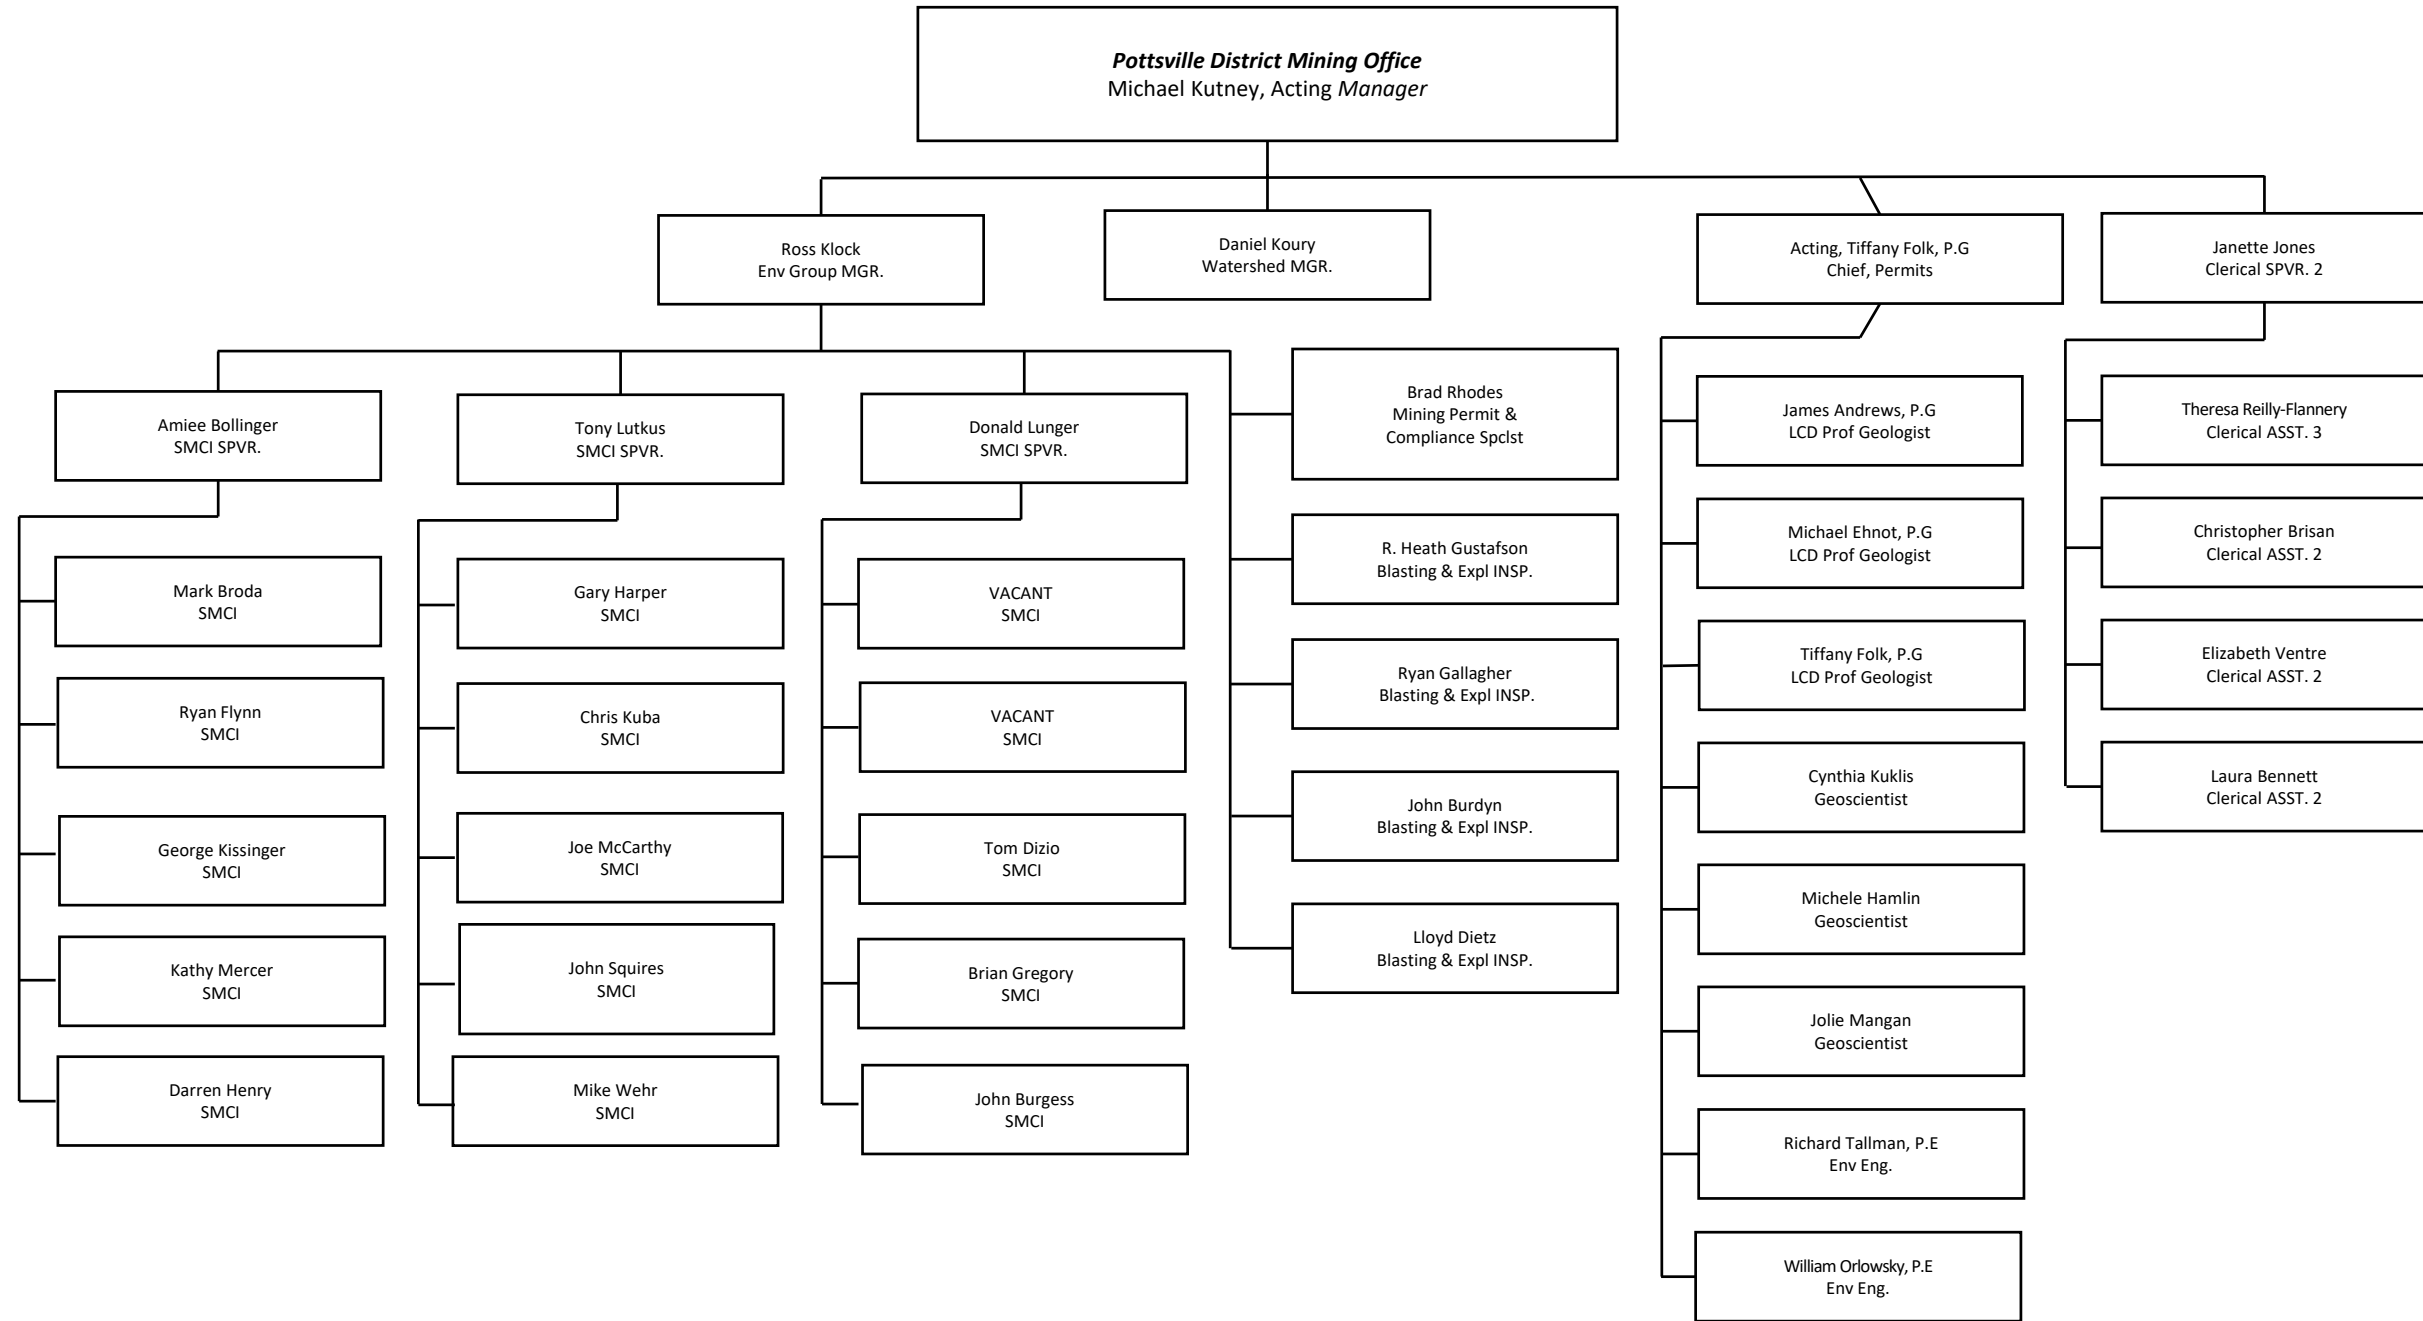 Pottsville District Mining Office
Michael Kutney, Acting Manager
Ross Klock
Env Group MGR.
Daniel Koury
Watershed MGR.
Acting, Tiffany Folk, P.G
Chief, Permits
Janette Jones
Clerical SPVR. 2
Amiee Bollinger
SMCI SPVR.
Mark Broda
SMCI
Ryan Flynn
SMCI
George Kissinger
SMCI
Kathy Mercer
SMCI
Darren Henry
SMCI
Tony Lutkus
SMCI SPVR.
Gary Harper
SMCI
Chris Kuba
SMCI
Joe McCarthy
SMCI
John Squires
SMCI
Mike Wehr
SMCI
Donald Lunger
SMCI SPVR.
VACANT
SMCI
VACANT
SMCI
Tom Dizio
SMCI
Brian Gregory
SMCI
John Burgess
SMCI
Brad Rhodes
Mining Permit &
Compliance Spclst
R. Heath Gustafson
Blasting & Expl INSP.
Ryan Gallagher
Blasting & Expl INSP.
John Burdyn
Blasting & Expl INSP.
Lloyd Dietz
Blasting & Expl INSP.
James Andrews, P.G
LCD Prof Geologist
Michael Ehnot, P.G
LCD Prof Geologist
Tiffany Folk, P.G
LCD Prof Geologist
Cynthia Kuklis
Geoscientist
Michele Hamlin
Geoscientist
Jolie Mangan
Geoscientist
Richard Tallman, P.E
Env Eng.
William Orlowsky, P.E
Env Eng.
Theresa Reilly-Flannery
Clerical ASST. 3
Christopher Brisan
Clerical ASST. 2
Elizabeth Ventre
Clerical ASST. 2
Laura Bennett
Clerical ASST. 2